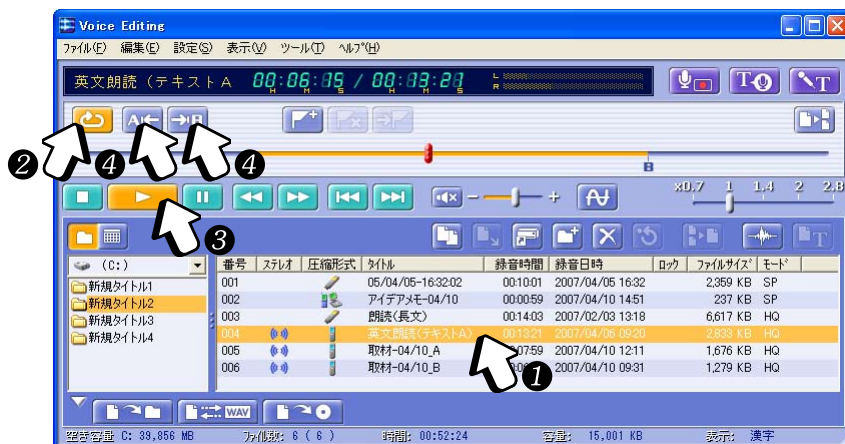 Voice Editing
ファイル(F) 編集(E) 設定(S) 表示(V) ツール(T) ヘルプ(H)
英文朗読 (テキストA 00:06:15 / 00:13:21 L
H M S H M S R
T T
A B
❷ ❹ ❹
B
x0.7 1 1.4 2 2.8
- +
❸
T
(C:)
新規タイトル1
新規タイトル2
新規タイトル3
新規タイトル4
番号 ステレオ 圧縮形式 タイトル 録音時間 録音日時 ロック ファイルサイズ モード
001 05/04/05-16:32:02 00:10:01 2007/04/05 16:32 2,359 KB SP
002 アイデアメモ-04/10 00:00:59 2007/04/10 14:51 237 KB SP
003 朗読(長文) 00:14:03 2007/02/03 13:18 6,617 KB HQ
004 英文朗読(テキストA) 00:13:21 2007/04/06 09:20 2,833 KB HQ
005 取材-04/10_A 07:59 2007/04/10 12:11 1,676 KB HQ
006 取材-04/10_B 2007/04/10 09:31 1,279 KB HQ
❶
WAV
空き容量 C: 39,856 MB ファイル数: 6 ( 6 ) 時間: 00:52:24 容量: 15,001 KB 表示: 漢字